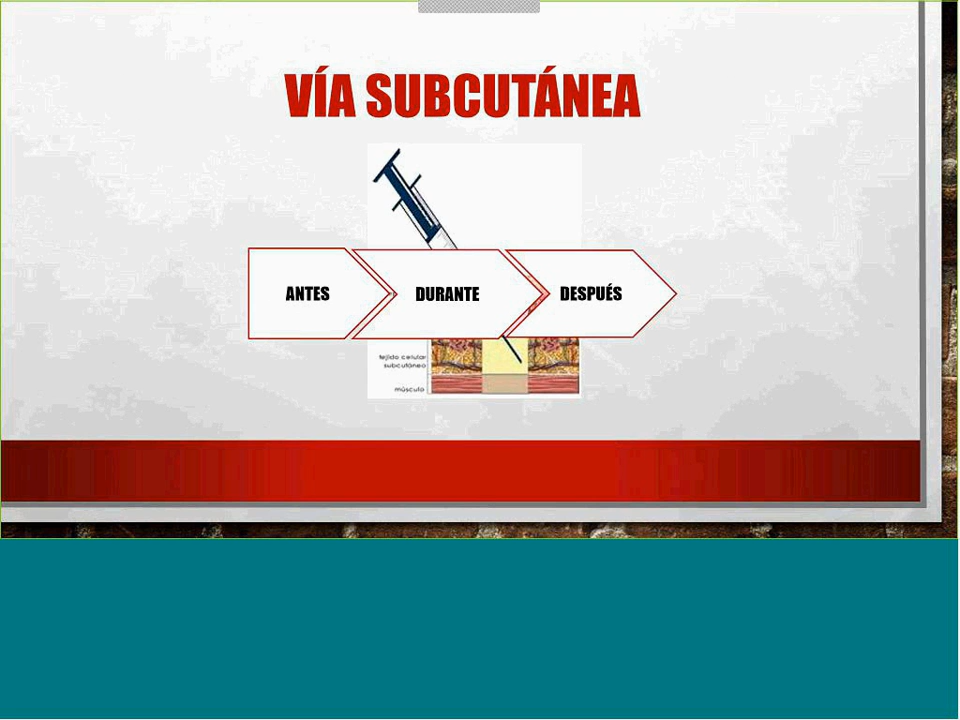 VÍA SUBCUTÁNEA
ANTES
DURANTE
DESPUÉS
tejido celular
subcutáneo
músculo